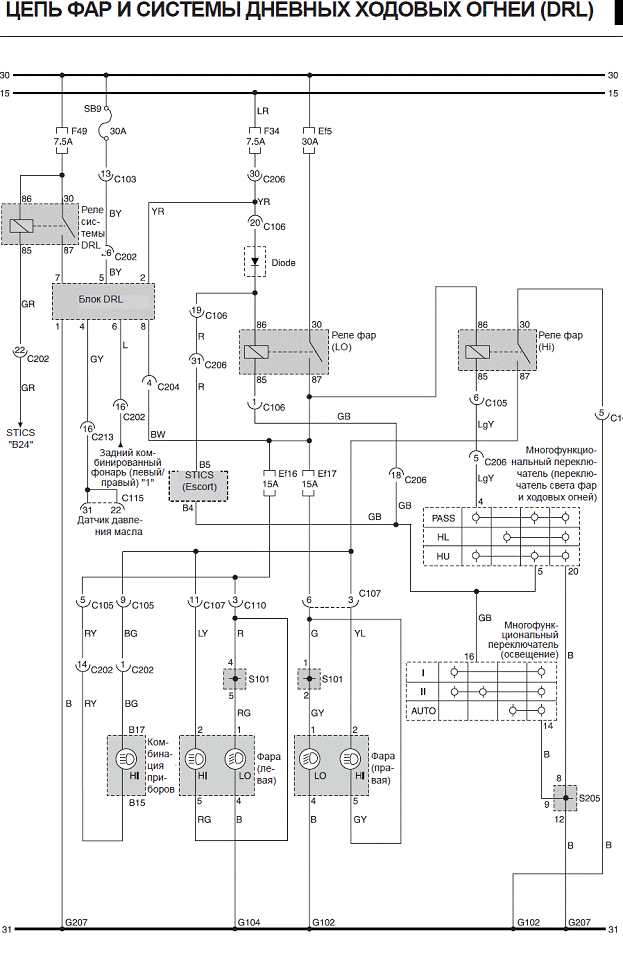 ЦЕПЬ ФАР И СИСТЕМЫ ДНЕВНЫХ ХОДОВЫХ ОГНЕЙ (DRL)
30 30
15 15
SB9 LR
F49 30A F34 Ef5
7.5A 7.5A 30A
13 C103 30 C206
86 30 BY YR YR
Реле
сис-
темы
DRL
20 C106
85 87 26 C202
Diode
7 5 BY 2
Блок DRL
GR
1 4 6 8
19 C106 86 30 Реле фар
(LO)
86 30 Реле фар
(Hi)
GY L R
22 C202
31 C206
85 87 85 87
GR 4 C204 R
1 C106 6 C105
16 C202 GB LgY 5 C1
STICS
"B24"
16 C213 BW
Задний ком-
бинированный
фонарь (левый/
правый) "1"
5 C206
Многофункцио-
нальный переклю-
чатель (переклю-
чатель света фар
и ходовых огней)
B5 Ef16 Ef17
15A 15A
STICS
(Escort)
18 C206 LgY
C115
31 22
Датчик давле-
ния масла
B4 GB GB 4
PASS
HL
HU
5 20
5 C105 9 C105 11 C107 3 C110 6 3 C107
RY BG LY R G YL GB
Многофунк-
циональный
переключатель
(освещение)
14 C202 1 C202 4 S101 1 S101 16 B
5 2
I
II
AUTO
B RY BG RG GY
14
B17 2 1 1 2
Ком-
бина-
ция
при-
боров
HI HI LO
Фара
(ле-
вая)
LO HI
Фара
(пра-
вая)
B 8
B15 5 4 4 5 9 S205
RG B B GY 12
B B
31 G207 G104 G102 G102 G207 31